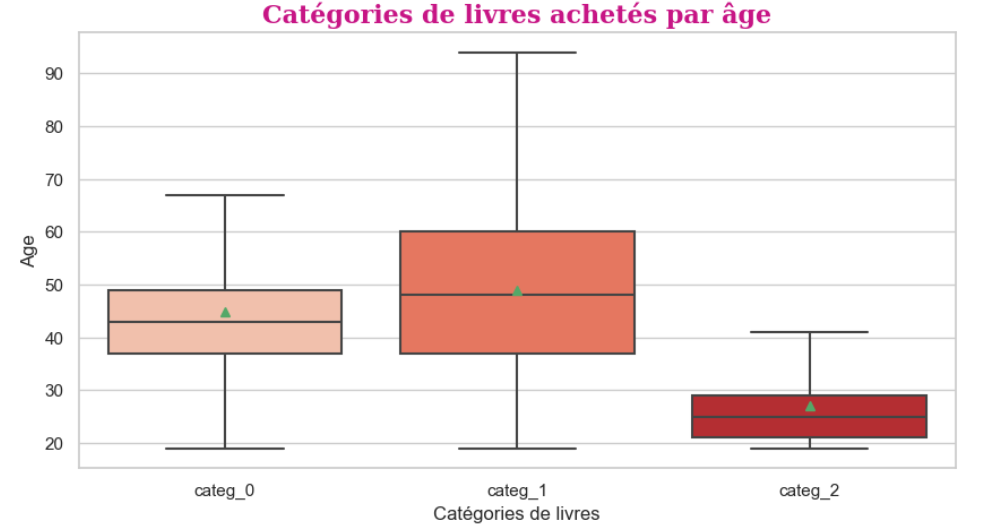 Catégories de livres achetés par âge
90
80
70
60
50
40
30
20
Age
categ_0 categ_1 categ_2
Catégories de livres